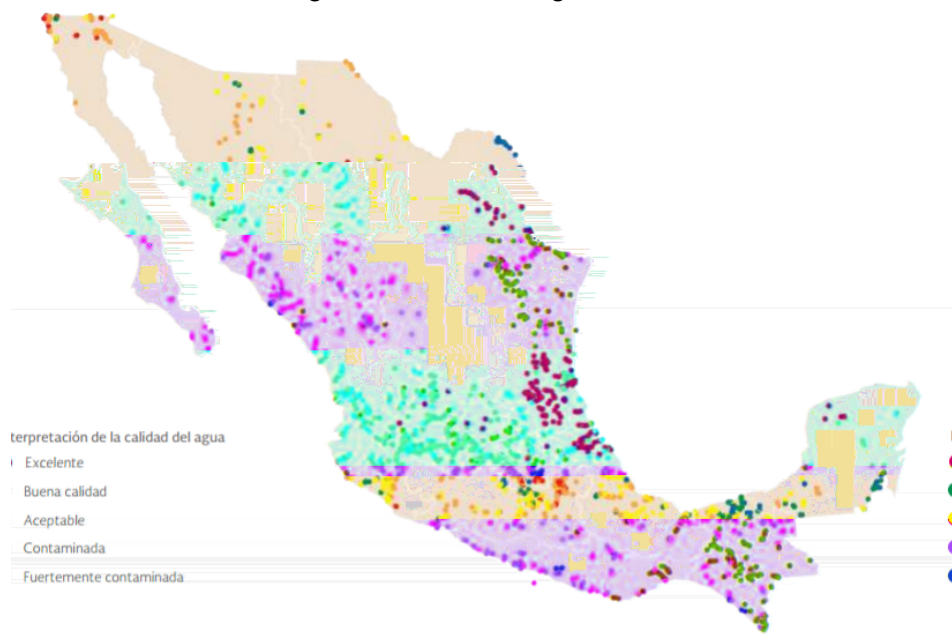 terpretación de la calidad del agua
Excelente
Buena calidad
Aceptable
Contaminada
Fuertemente contaminada